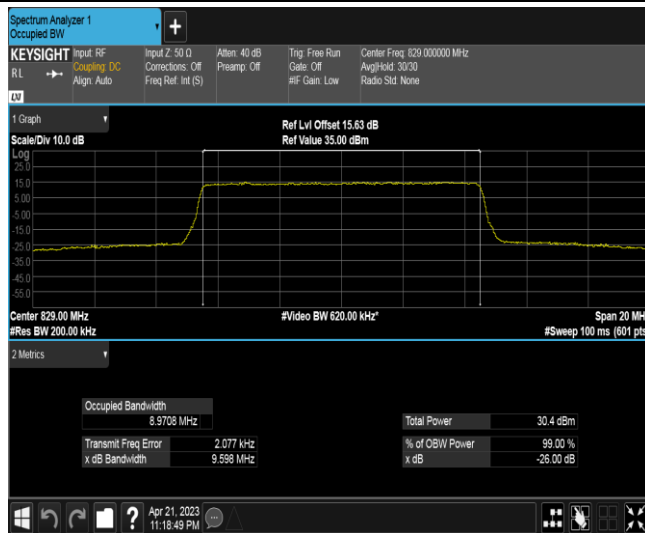 Spectrum Analyzer 1
Occupied BW
+
KEYSIGHT
RL
Input: RF
Coupling: DC
Align: Auto
Input Z: 50 Ω
Corrections: Off
Freq Ref: Int (S)
Atten: 40 dB
Preamp: Off
Trig: Free Run
Gate: Off
#IF Gain: Low
Center Freq: 829.000000 MHz
Avg|Hold: 30/30
Radio Std: None
1 Graph
Scale/Div 10.0 dB
Ref Lvl Offset 15.63 dB
Ref Value 35.00 dBm
Log
25.0
15.0
5.00
-5.00
-15.0
-25.0
-35.0
-45.0
-55.0
Center 829.00 MHz
#Video BW 620.00 kHz*
Span 20 MH
#Res BW 200.00 kHz
#Sweep 100 ms (601 pts
2 Metrics
Occupied Bandwidth
8.9708 MHz
Total Power 30.4 dBm
Transmit Freq Error 2.077 kHz
% of OBW Power 99.00 %
x dB Bandwidth 9.598 MHz
x dB -26.00 dB
?
Apr 21, 2023
11:18:49 PM